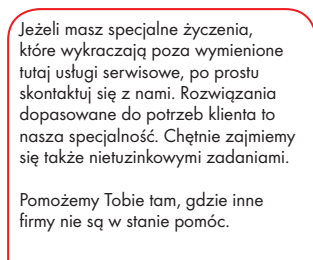 Jeżeli masz specjalne życzenia,
które wykraczają poza wymienione
tutaj usługi serwisowe, po prostu
skontaktuj się z nami. Rozwiązania
dopasowane do potrzeb klienta to
nasza specjalność. Chętnie zajmiemy
się także nietuzinkowymi zadaniami.

Pomożemy Tobie tam, gdzie inne
firmy nie są w stanie pomóc.